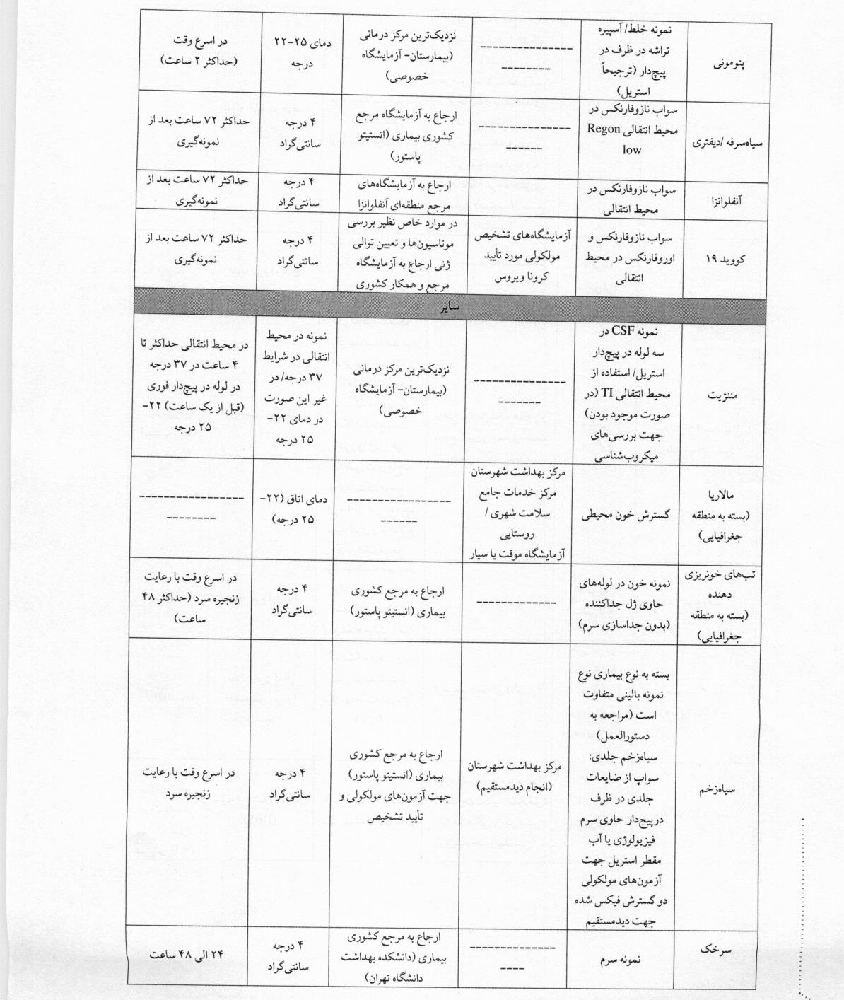 پنومونی
نمونه خلط/ آسپیره
تراشه در ظرف در
پیچ‌دار (ترجیحاً
استریل)
---------------
--------
نزدیک‌ترین مرکز درمانی
(بیمارستان- آزمایشگاه
خصوصی)
دمای ۲۵-۲۲
درجه
در اسرع وقت
(حداکثر ۲ ساعت)
سیاه‌سرفه /دیفتری
سواب نازوفارنکس در
محیط انتقالی Regon
low
---------------
------
ارجاع به آزمایشگاه مرجع
کشوری بیماری (انستیتو
پاستور)
۴ درجه
سانتی‌گراد
حداکثر ۷۲ ساعت بعد از
نمونه‌گیری
آنفلوانزا
سواب نازوفارنکس در
محیط انتقالی
ارجاع به آزمایشگاه‌های
مرجع منطقه‌ای آنفلوانزا
۴ درجه
سانتی‌گراد
حداکثر ۷۲ ساعت بعد از
نمونه‌گیری
کووید ۱۹
سواب نازوفارنکس و
اوروفارنکس در محیط
انتقالی
آزمایشگاه‌های تشخیص
مولکولی مورد تأیید
کرونا ویروس
در موارد خاص نظیر بررسی
موتاسیون‌ها و تعیین توالی
ژنی ارجاع به آزمایشگاه
مرجع و همکار کشوری
۴ درجه
سانتی‌گراد
حداکثر ۷۲ ساعت بعد از
نمونه‌گیری
سایر
مننژیت
نمونه CSF در
سه لوله در پیچ‌دار
استریل/ استفاده از
محیط انتقالی TI (در
صورت موجود بودن)
جهت بررسی‌های
میکروب‌شناسی
---------------
-------
نزدیک‌ترین مرکز درمانی
(بیمارستان- آزمایشگاه
خصوصی)
نمونه در محیط
انتقالی در شرایط
۳۷ درجه/ در
غیر این صورت
در دمای ۲۲-
۲۵ درجه
در محیط انتقالی حداکثر تا
۴ ساعت در ۳۷ درجه
در لوله در پیچ‌دار فوری
(قبل از یک ساعت) ۲۲-
۲۵ درجه
مالاریا
(بسته به منطقه
جغرافیایی)
گسترش خون محیطی
مرکز بهداشت شهرستان
مرکز خدمات جامع
سلامت شهری /
روستایی
آزمایشگاه موقت یا سیار
-----------------
------
دمای اتاق (۲۲-
۲۵ درجه)
-----------------
--------
تب‌های خونریزی
دهنده
(بسته به منطقه
جغرافیایی)
نمونه خون در لوله‌های
حاوی ژل جداکننده
(بدون جداسازی سرم)
-------------
ارجاع به مرجع کشوری
بیماری (انستیتو پاستور)
۴ درجه
سانتی‌گراد
در اسرع وقت با رعایت
زنجیره سرد (حداکثر ۴۸
ساعت)
سیاه‌زخم
بسته به نوع بیماری نوع
نمونه بالینی متفاوت
است (مراجعه به
دستورالعمل)
سیاه‌زخم جلدی:
سواپ از ضایعات
جلدی در ظرف
درپیچ‌دار حاوی سرم
فیزیولوژی یا آب
مقطر استریل جهت
آزمون‌های مولکولی
دو گسترش فیکس شده
جهت دیدمستقیم
مرکز بهداشت شهرستان
(انجام دیدمستقیم)
ارجاع به مرجع کشوری
بیماری (انستیتو پاستور)
جهت آزمون‌های مولکولی و
تأیید تشخیص
۴ درجه
سانتی‌گراد
در اسرع وقت با رعایت
زنجیره سرد
سرخک
نمونه سرم
--------------
----
ارجاع به مرجع کشوری
بیماری (دانشکده بهداشت
دانشگاه تهران)
۴ درجه
سانتی‌گراد
۲۴ الی ۴۸ ساعت